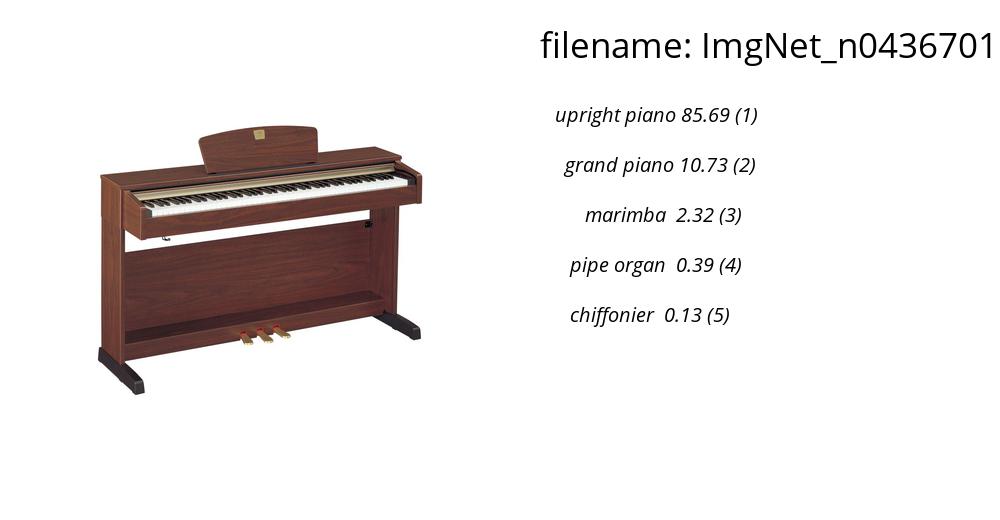 filename: ImgNet_n0436701
upright piano 85.69 (1)
grand piano 10.73 (2)
marimba 2.32 (3)
pipe organ 0.39 (4)
chiffonier 0.13 (5)